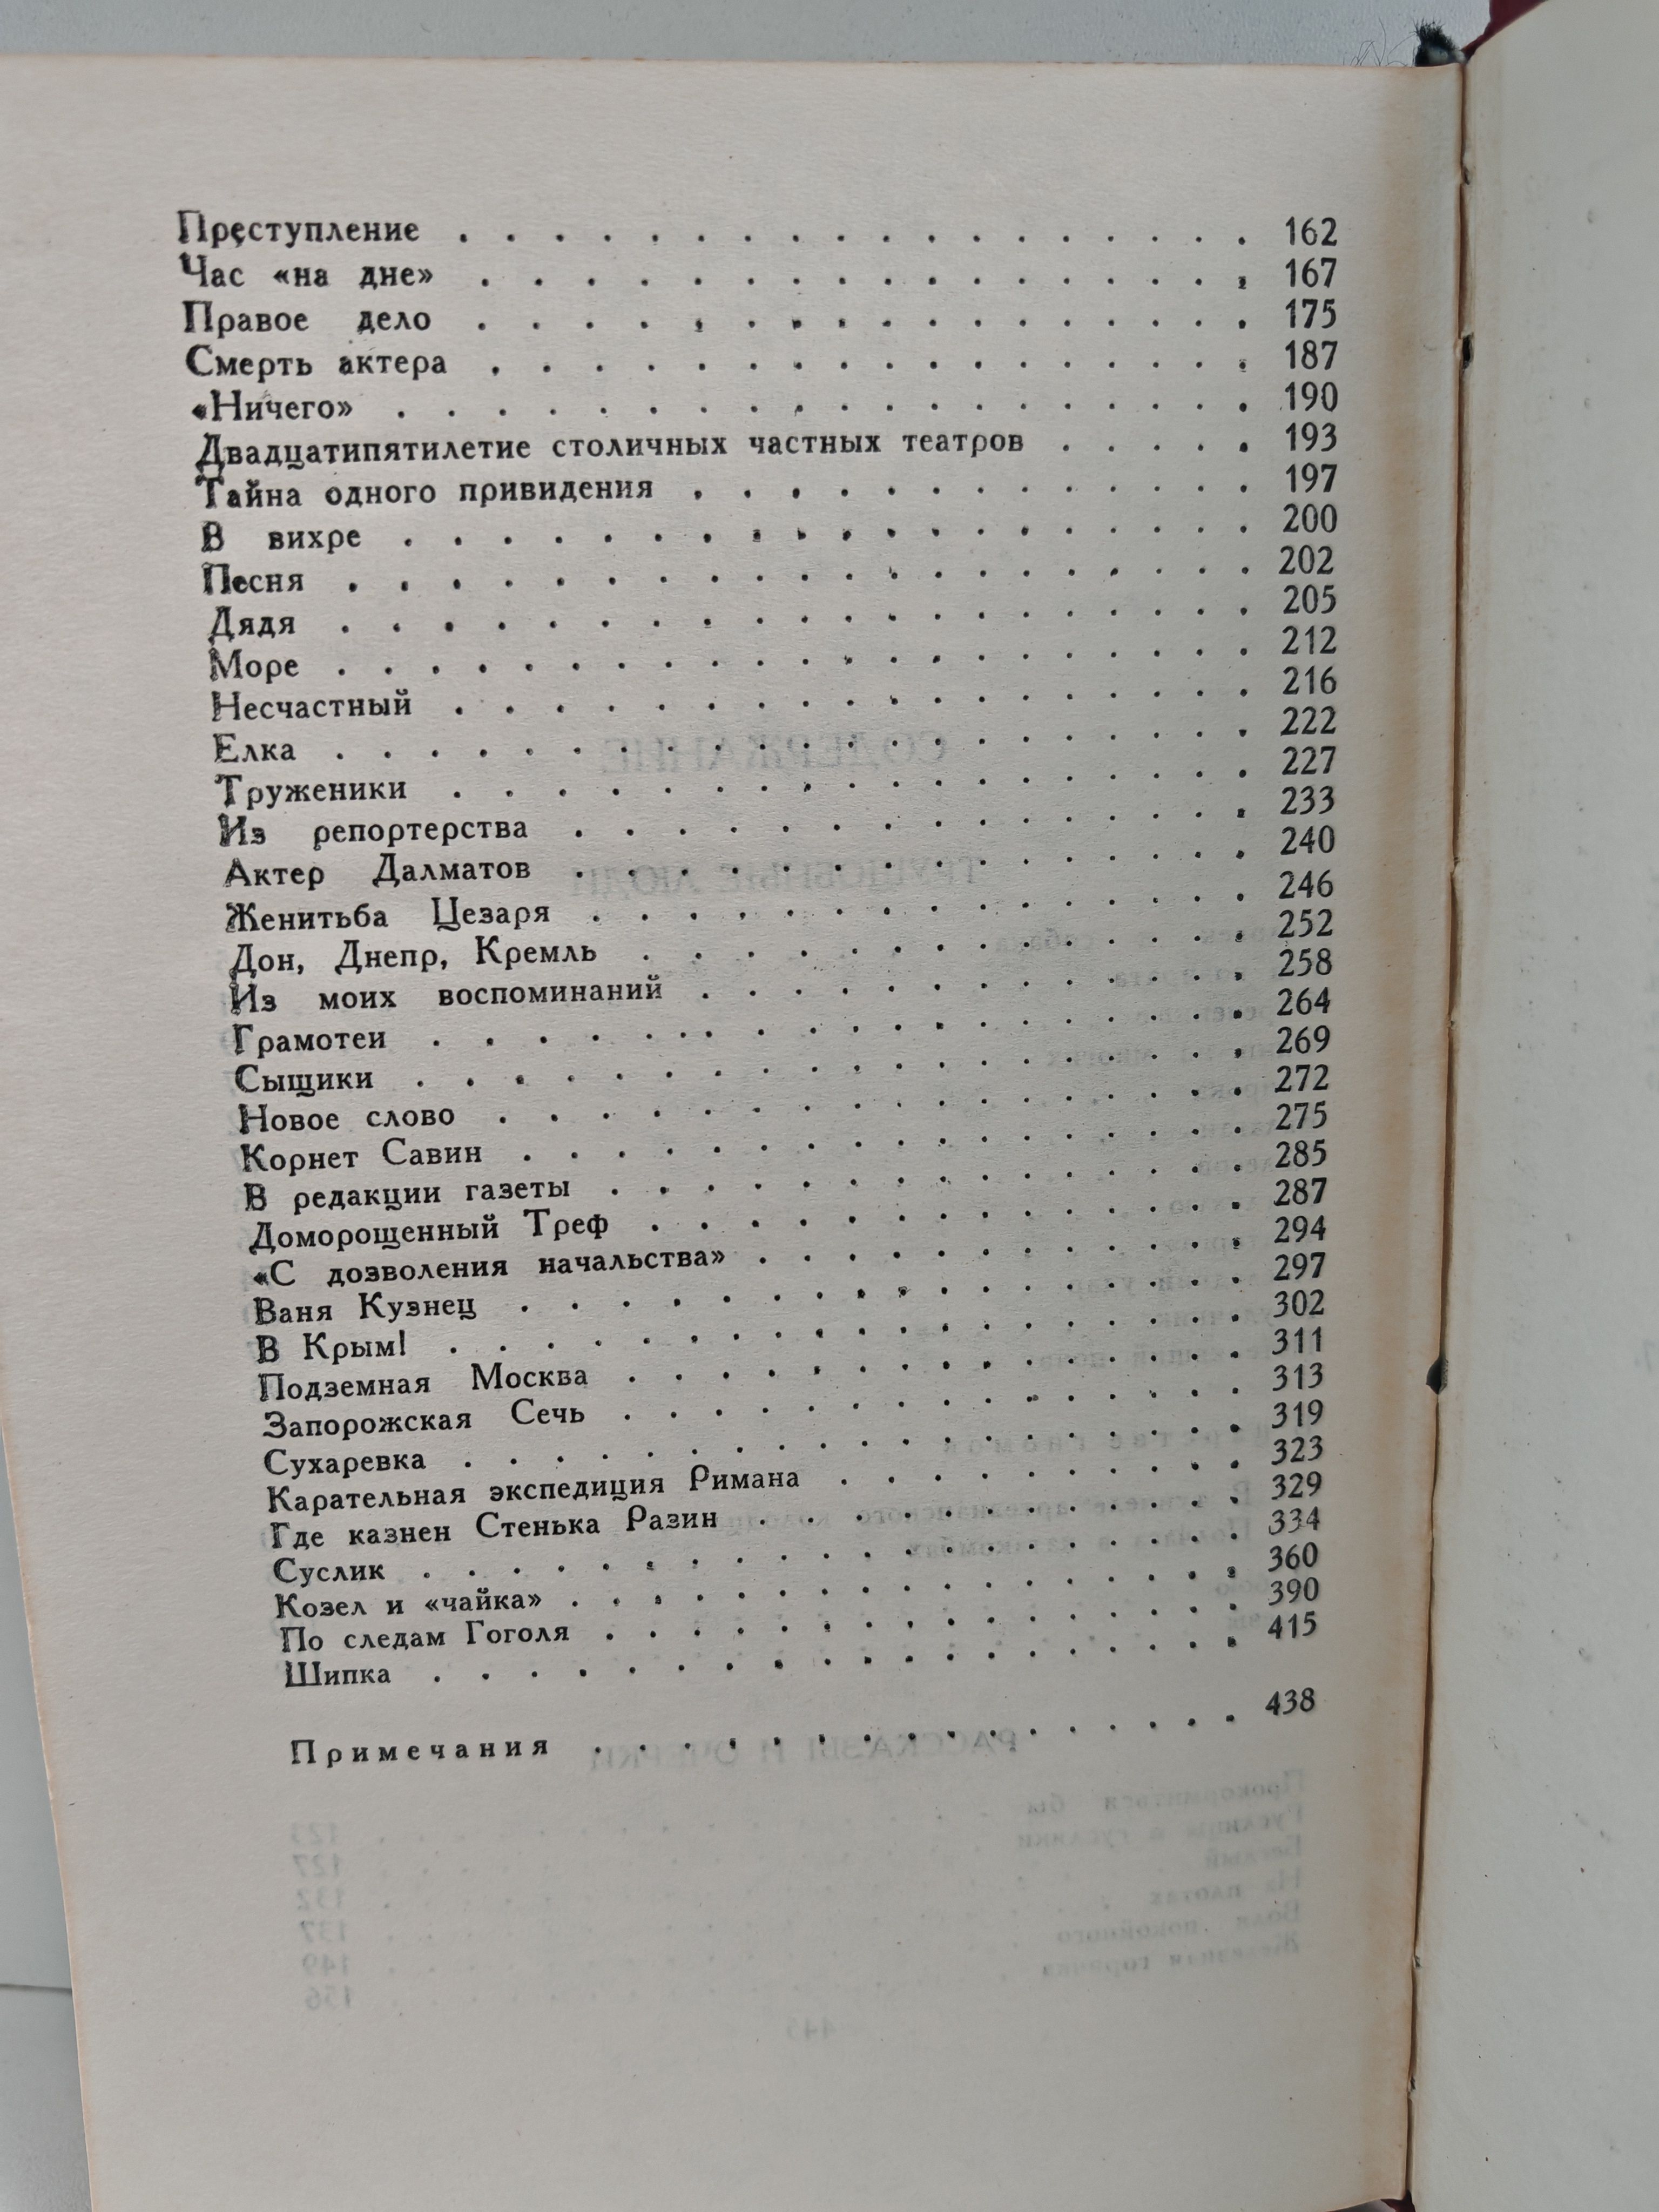 Преступление . . . . . . . . . . . . . . . . . 162
Час «на дне» . . . . . . . . . . . . . . . . 167
Правое дело . . . . . . . . . . . . . . . . 175
Смерть актера . . . . . . . . . . . . . . . . 187
«Ничего» . . . . . . . . . . . . . . . . . 190
Двадцатипятилетие столичных частных театров . . . . . 193
Тайна одного привидения . . . . . . . . . . . . 197
В вихре . . . . . . . . . . . . . . . . . 200
Песня . . . . . . . . . . . . . . . . . . 202
Дядя . . . . . . . . . . . . . . . . . . 205
Море . . . . . . . . . . . . . . . . . . 212
Несчастный . . . . . . . . . . . . . . . . 216
Елка . . . . . . . . . . . . . . . . . . 222
Труженики . . . . . . . . . . . . . . . . 227
Из репортерства . . . . . . . . . . . . . . 233
Актер Далматов . . . . . . . . . . . . . . 240
Женитьба Цезаря . . . . . . . . . . . . . . 246
Дон, Днепр, Кремль . . . . . . . . . . . . . 252
Из моих воспоминаний . . . . . . . . . . . . 258
Грамотеи . . . . . . . . . . . . . . . . . 264
Сыщики . . . . . . . . . . . . . . . . . 269
Новое слово . . . . . . . . . . . . . . . . 272
Корнет Савин . . . . . . . . . . . . . . . 275
В редакции газеты . . . . . . . . . . . . . 285
Доморощенный Треф . . . . . . . . . . . . . 287
«С дозволения начальства» . . . . . . . . . . . 294
Ваня Кузнец . . . . . . . . . . . . . . . 297
В Крым! . . . . . . . . . . . . . . . . . 302
Подземная Москва . . . . . . . . . . . . . . 311
Запорожская Сечь . . . . . . . . . . . . . . 313
Сухаревка . . . . . . . . . . . . . . . . . 319
Карательная экспедиция Римана . . . . . . . . . 323
Где казнен Стенька Разин . . . . . . . . . . . 329
Суслик . . . . . . . . . . . . . . . . . . 334
Козел и «чайка» . . . . . . . . . . . . . . . 360
По следам Гоголя . . . . . . . . . . . . . . 390
Шипка . . . . . . . . . . . . . . . . . . 415
Примечания . . . . . . . . . . . . . . . 438